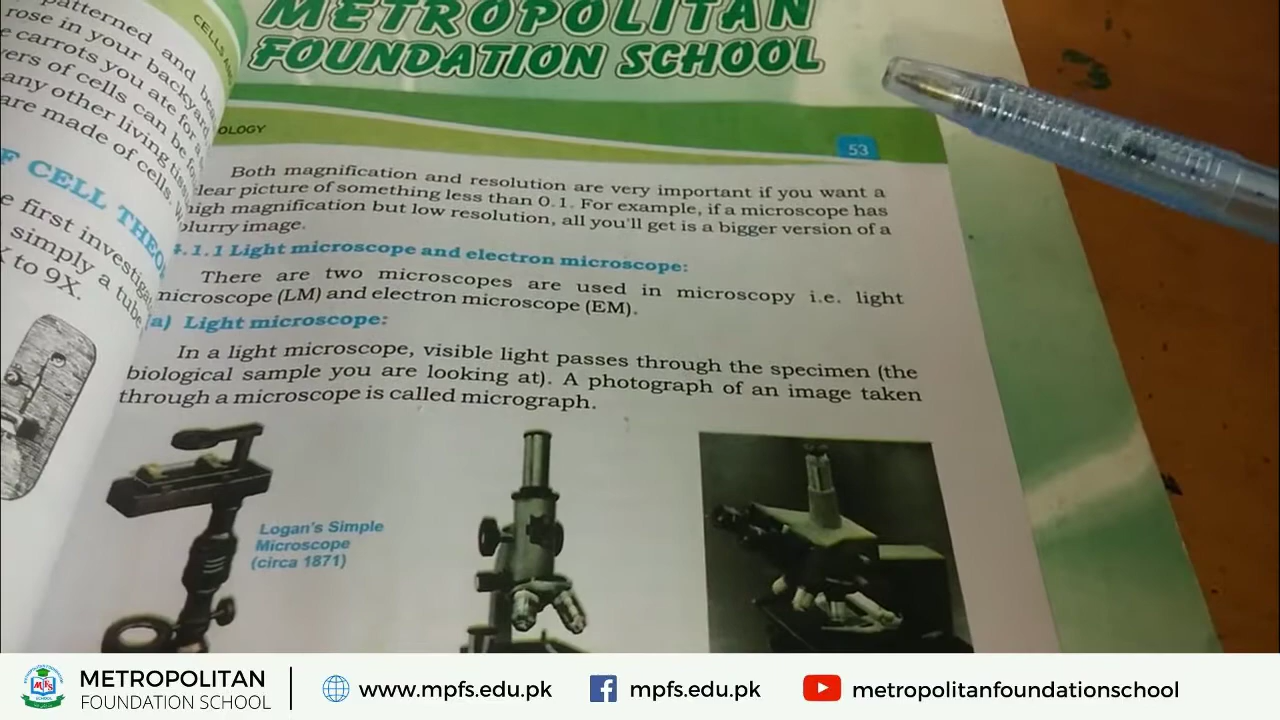 METROPOLITAN
FOUNDATION SCHOOL
patterned and
rose in your backyard
carrots you ate for a
of cells can be
any other living
are made of cells.
CELL THEO
first
simply a tube
to 9X.
CELLS AN
OLOGY
53
Both magnification and resolution are very important if you want a
clear picture of something less than 0.1. For example, if a microscope has
high magnification but low resolution, all you'll get is a bigger version of a
blurry image.
4.1.1 Light microscope and electron microscope:
There are two microscopes are used in microscopy i.e. light
microscope (LM) and electron microscope (EM).
(a) Light microscope:
In a light microscope, visible light passes through the specimen (the
biological sample you are looking at). A photograph of an image taken
through a microscope is called micrograph.
Logan's Simple
Microscope
(circa 1871)
MPFS
METROPOLITAN
FOUNDATION SCHOOL
www.mpfs.edu.pk
mpfs.edu.pk
metropolitanfoundationschool